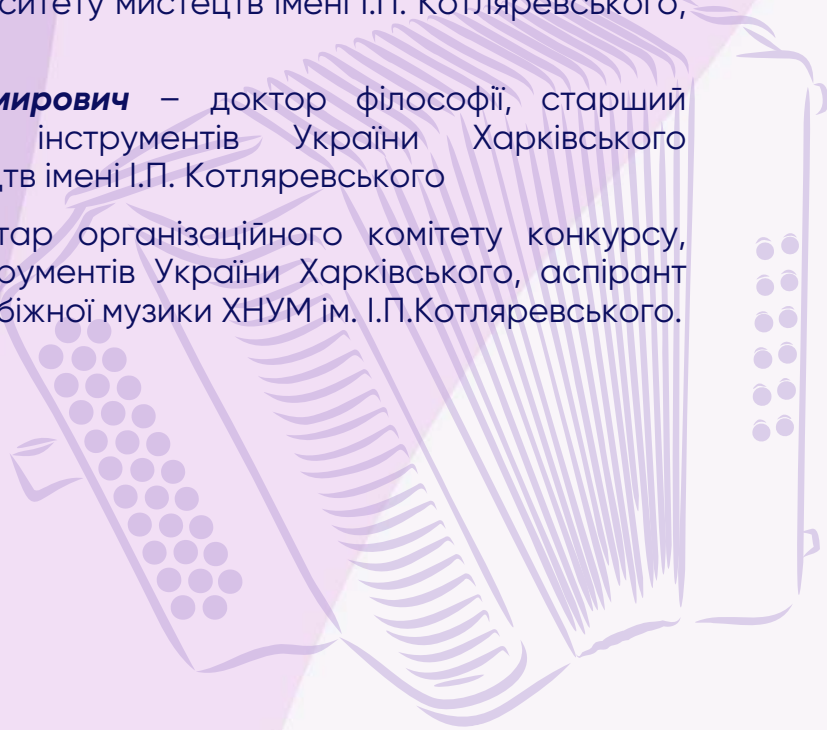 ситету мистецтв імені І.П. Котляревського,
мирович – доктор філософії, старший
інструментів України Харківського
цтв імені І.П. Котляревського
тар організаційного комітету конкурсу,
рументів України Харківського, аспірант
біжної музики ХНУМ ім. І.П.Котляревського.